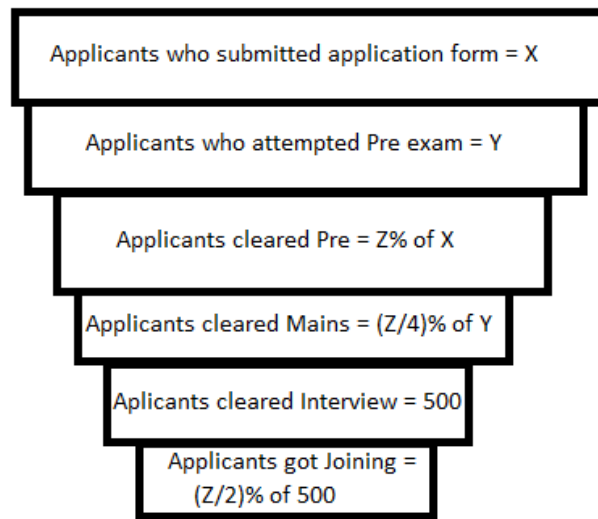 Applicants who submitted application form = X
Applicants who attempted Pre exam = Y
Applicants cleared Pre = Z% of X
Applicants cleared Mains = (Z/4)% of Y
Aplicants cleared Interview = 500
Applicants got Joining =
(Z/2)% of 500